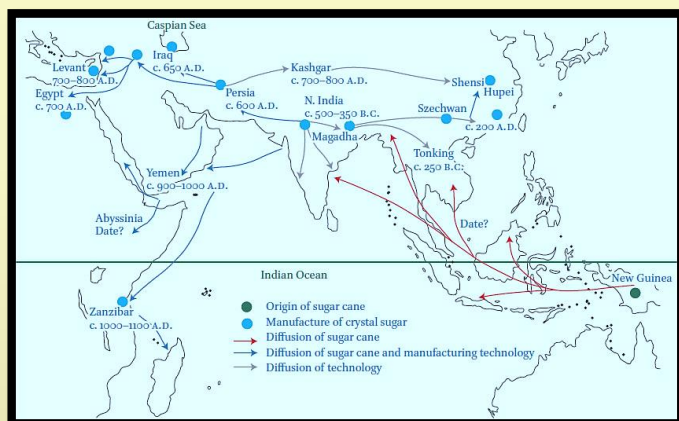 Caspian Sea
Levant
700–800 A.D.
Iraq
c. 650 A.D.
Egypt
c. 700 A.D.
Persia
c. 600 A.D.
Kashgar
c. 700–800 A.D.
N. India
c. 500–350 B.C.
Magadha
Shensi
Hupei
Szechwan
c. 200 A.D.
Tonking
c. 250 B.C.
Yemen
c. 900–1000 A.D.
Abyssinia
Date?
Date?
Indian Ocean
New Guinea
Zanzibar
c. 1000–1100 A.D.
Origin of sugar cane
Manufacture of crystal sugar
Diffusion of sugar cane
Diffusion of sugar cane and manufacturing technology
Diffusion of technology